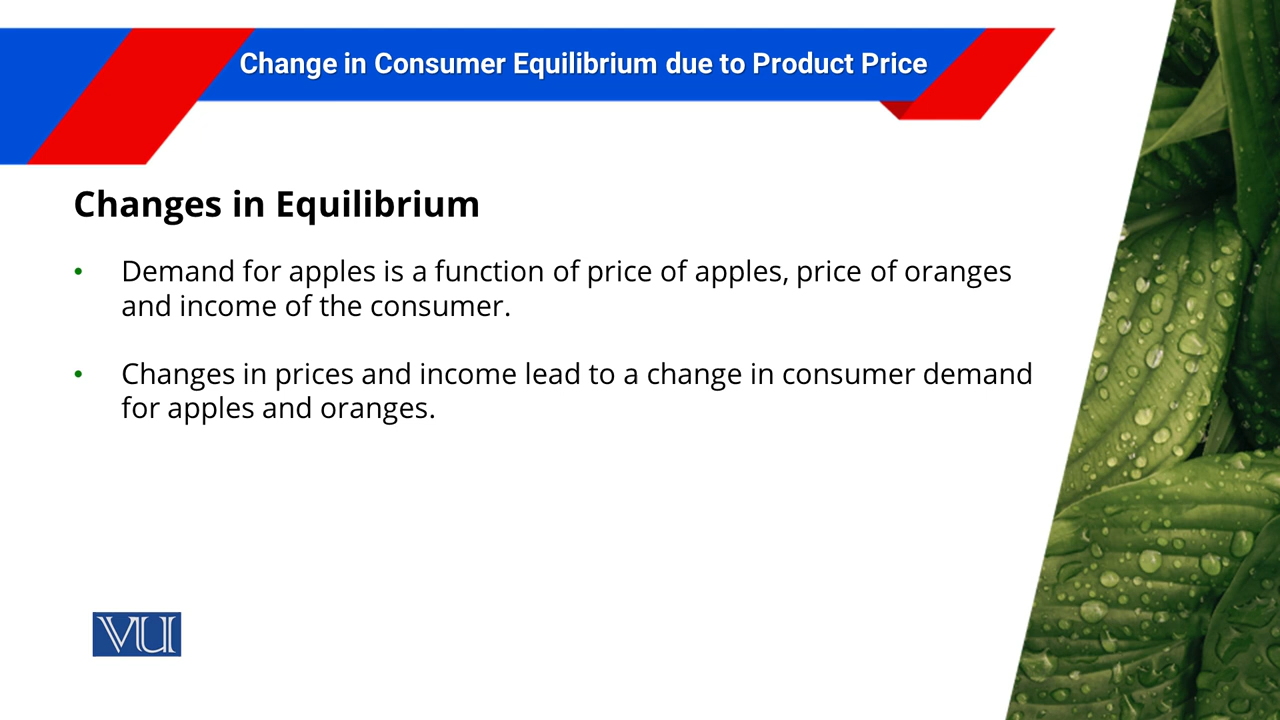 Change in Consumer Equilibrium due to Product Price
Changes in Equilibrium
• Demand for apples is a function of price of apples, price of oranges
and income of the consumer.
• Changes in prices and income lead to a change in consumer demand
for apples and oranges.
VU